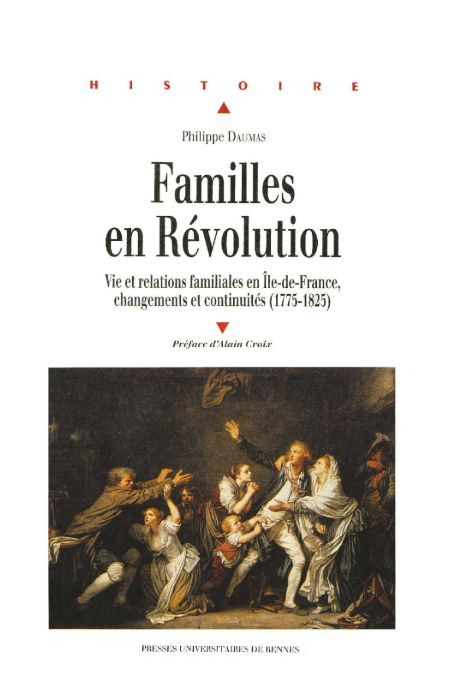 HISTOIRE
Philippe DAUMAS
Familles
en Révolution
Vie et relations familiales en Île-de-France,
changements et continuités (1775-1825)
Préface d'Alain Croix
PRESSES UNIVERSITAIRES DE RENNES